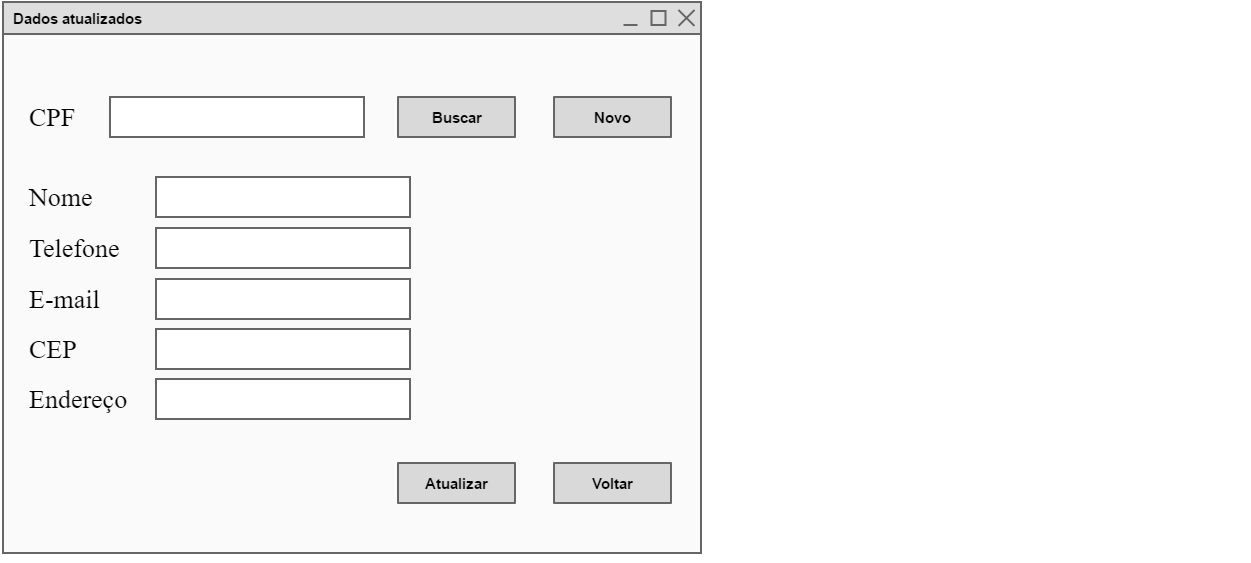 Dados atualizados
CPF Buscar Novo
Nome
Telefone
E-mail
CEP
Endereço
Atualizar Voltar